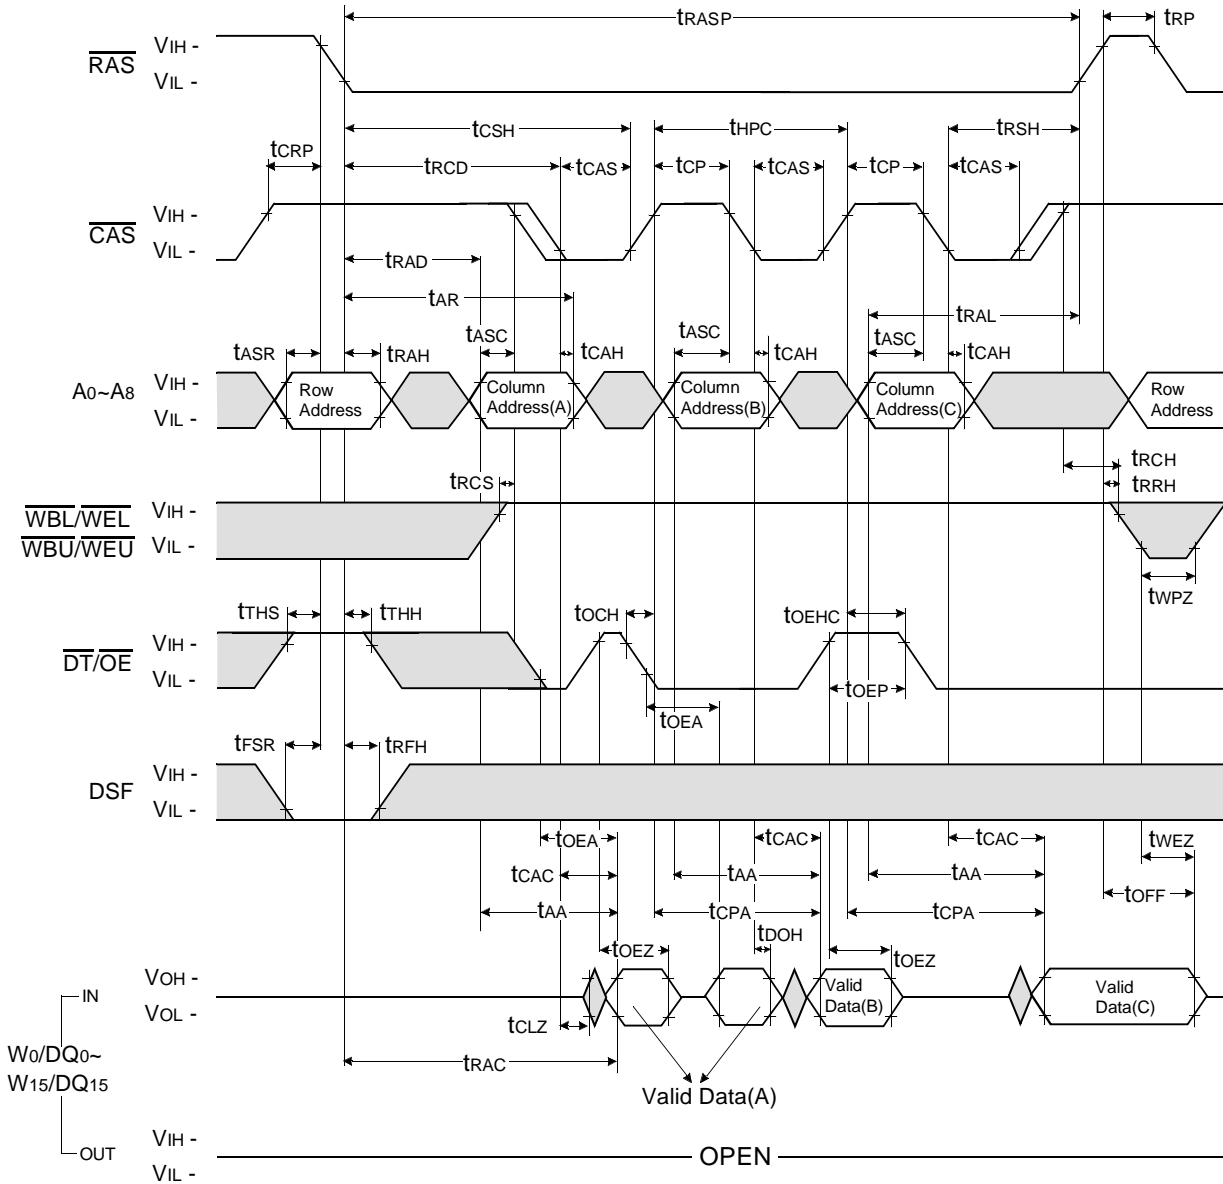 tRASP tRP
RAS VIH -
VIL -
tCSH tHPC tRSH
tCRP tRCD tCAS tCP tCAS tCP tCAS
CAS VIH -
VIL -
tRAD
tAR tRAL
tASR tRAH tASC tCAH tASC tCAH tASC tCAH
A0~A8 VIH -
VIL -
Row Address
Column Address(A)
Column Address(B)
Column Address(C)
Row Address
tRCS tRCH
tRRH
WBL/WEL VIH -
WBU/WEU VIL -
tWPZ
tTHS tTHH tOCH tOEHC
DT/OE VIH -
VIL -
tOEP
tOEA
tFSR tRFH
DSF VIH -
VIL -
tOEA tCAC tCAC tWEZ
tCAC tAA tAA tOFF
tAA tCPA tCPA
tOEZ tDOH tOEZ
VOH -
IN
VOL -
Valid Data(B)
Valid Data(C)
tCLZ
W0/DQ0~
W15/DQ15
tRAC
Valid Data(A)
VIH -
OUT
VIL -
OPEN